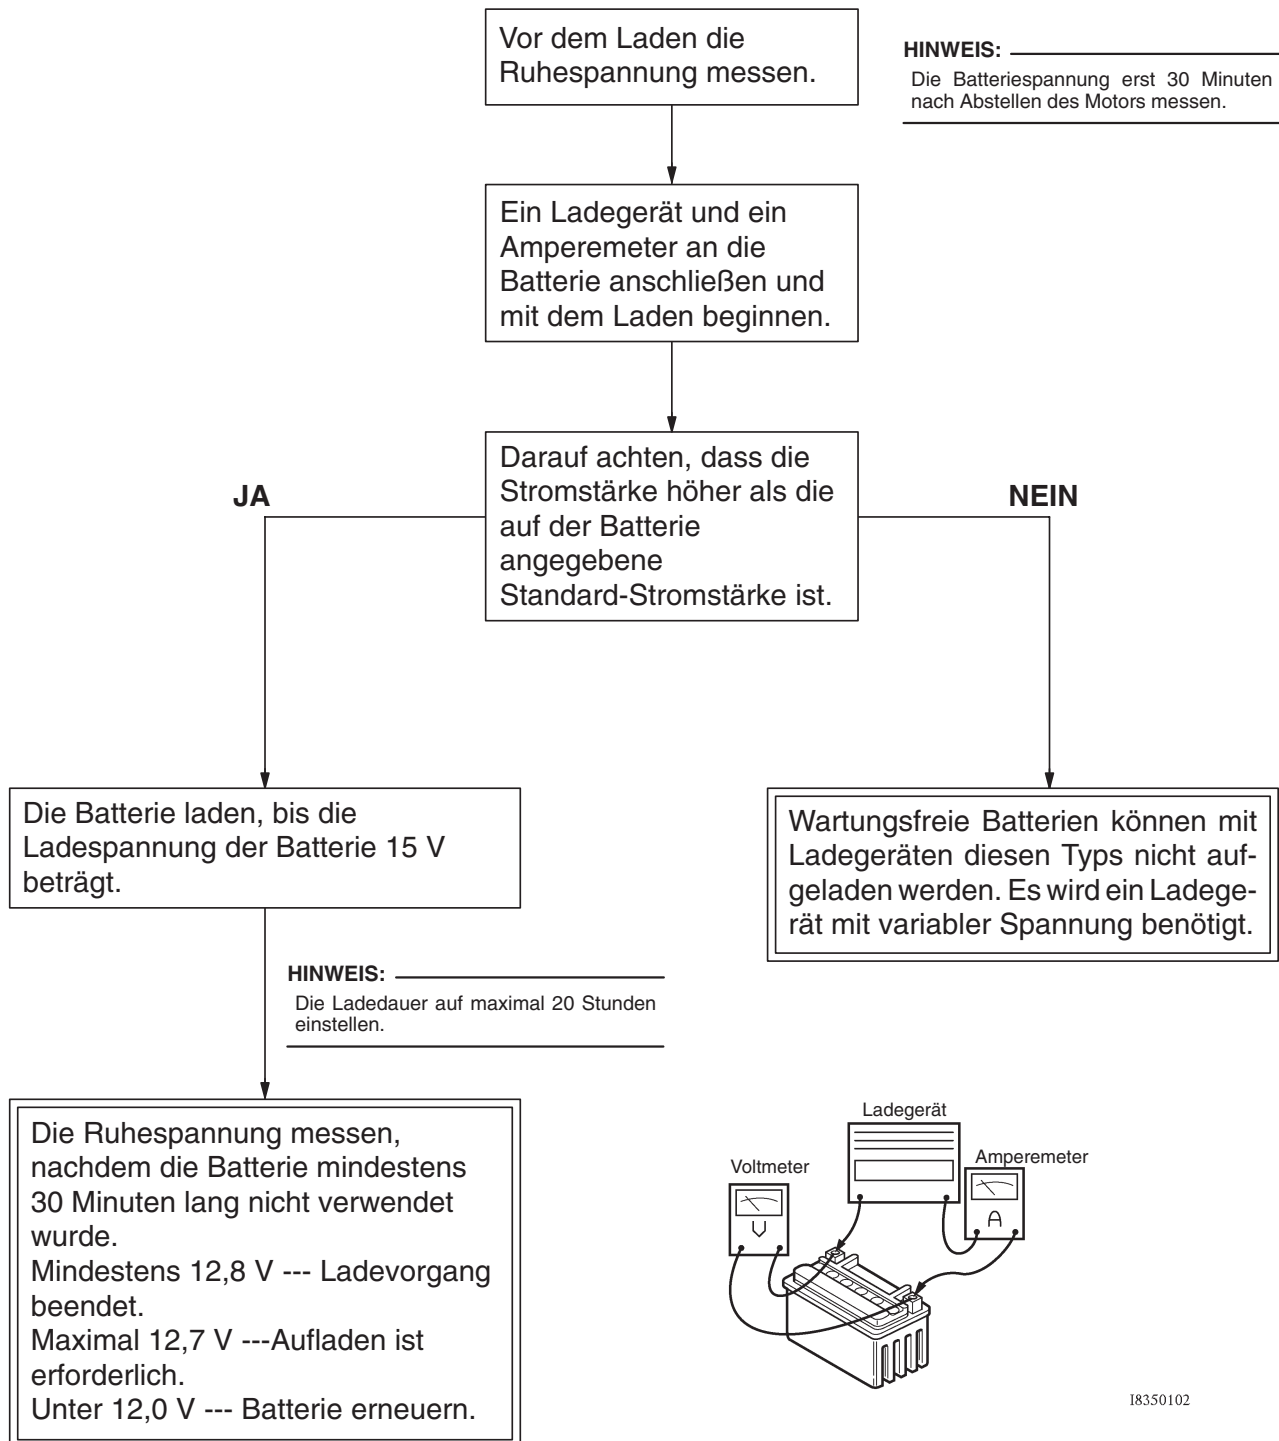 Vor dem Laden die
Ruhespannung messen.
HINWEIS:
Die Batteriespannung erst 30 Minuten
nach Abstellen des Motors messen.
Ein Ladegerät und ein
Amperemeter an die
Batterie anschließen und
mit dem Laden beginnen.
Darauf achten, dass die
Stromstärke höher als die
auf der Batterie
angegebene
Standard-Stromstärke ist.
JA
NEIN
Die Batterie laden, bis die
Ladespannung der Batterie 15 V
beträgt.
Wartungsfreie Batterien können mit
Ladegeräten diesen Typs nicht auf-
geladen werden. Es wird ein Ladege-
rät mit variabler Spannung benötigt.
HINWEIS:
Die Ladedauer auf maximal 20 Stunden
einstellen.
Die Ruhespannung messen,
nachdem die Batterie mindestens
30 Minuten lang nicht verwendet
wurde.
Mindestens 12,8 V --- Ladevorgang
beendet.
Maximal 12,7 V ---Aufladen ist
erforderlich.
Unter 12,0 V --- Batterie erneuern.
Ladegerät
Voltmeter
Amperemeter
V
A
I8350102